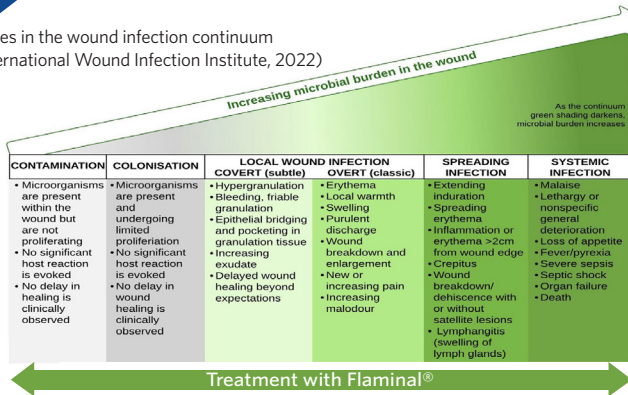 es in the wound infection continuum
ernational Wound Infection Institute, 2022)
Increasing microbial burden in the wound
As the continuum
green shading darkens,
microbial burden increases
CONTAMINATION
• Microorganisms
are present
within the
wound but
are not
proliferating
• No significant
host reaction
is evoked
• No delay in
healing is
clinically
observed
COLONISATION
• Microorganisms
are present
and
undergoing
limited
proliferiation
• No significant
host reaction
is evoked
• No delay in
wound
healing is
clinically
observed
LOCAL WOUND INFECTION
COVERT (subtle)
• Hypergranulation
• Bleeding, friable
granulation
• Epithelial bridging
and pocketing in
granulation tissue
• Increasing
exudate
• Delayed wound
healing beyond
expectations
OVERT (classic)
• Erythema
• Local warmth
• Swelling
• Purulent
discharge
• Wound
breakdown and
enlargement
• New or
increasing pain
• Increasing
malodour
SPREADING
INFECTION
• Extending
induration
• Spreading
erythema
• Inflammation or
erythema >2cm
from wound edge
• Crepitus
• Wound
breakdown/
dehiscence with
or without
satellite lesions
• Lymphangitis
(swelling of
lymph glands)
SYSTEMIC
INFECTION
• Malaise
• Lethargy or
nonspecific
general
deterioration
• Loss of appetite
• Fever/pyrexia
• Severe sepsis
• Septic shock
• Organ failure
• Death
Treatment with Flaminal®